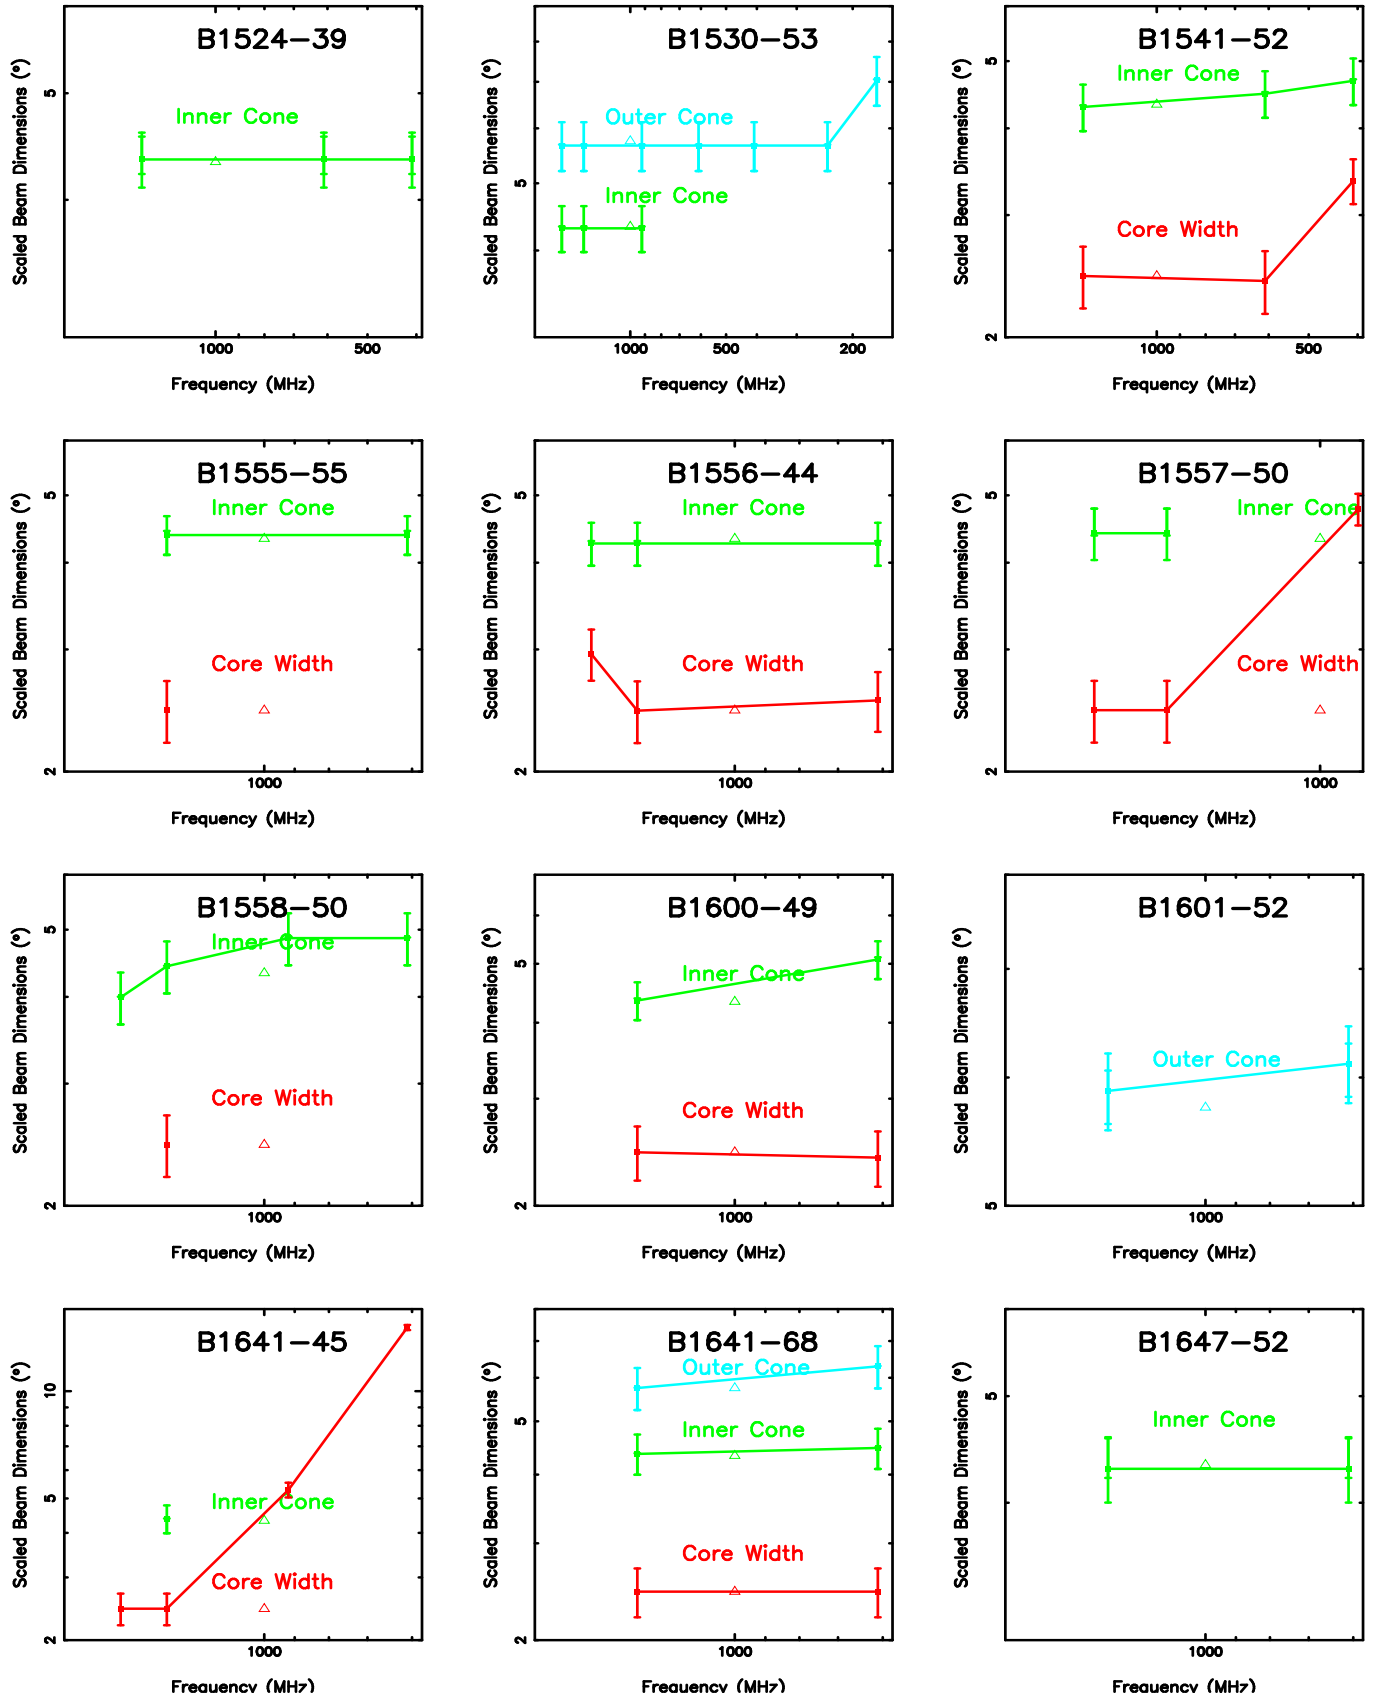 B1524−39
Scaled Beam Dimensions (°)
5
Inner Cone
1000 500
Frequency (MHz)
B1530−53
Scaled Beam Dimensions (°)
5
Outer Cone
Inner Cone
1000 500 200
Frequency (MHz)
B1541−52
Scaled Beam Dimensions (°)
5
2
Inner Cone
Core Width
1000 500
Frequency (MHz)
B1555−55
Scaled Beam Dimensions (°)
5
2
Inner Cone
Core Width
1000
Frequency (MHz)
B1556−44
Scaled Beam Dimensions (°)
5
2
Inner Cone
Core Width
1000
Frequency (MHz)
B1557−50
Scaled Beam Dimensions (°)
5
2
Inner Cone
Core Width
1000
Frequency (MHz)
B1558−50
Scaled Beam Dimensions (°)
5
2
Inner Cone
Core Width
1000
Frequency (MHz)
B1600−49
Scaled Beam Dimensions (°)
5
2
Inner Cone
Core Width
1000
Frequency (MHz)
B1601−52
Scaled Beam Dimensions (°)
5
Outer Cone
1000
Frequency (MHz)
B1641−45
Scaled Beam Dimensions (°)
10
5
2
Inner Cone
Core Width
1000
Frequency (MHz)
B1641−68
Scaled Beam Dimensions (°)
5
2
Outer Cone
Inner Cone
Core Width
1000
Frequency (MHz)
B1647−52
Scaled Beam Dimensions (°)
5
Inner Cone
1000
Frequency (MHz)